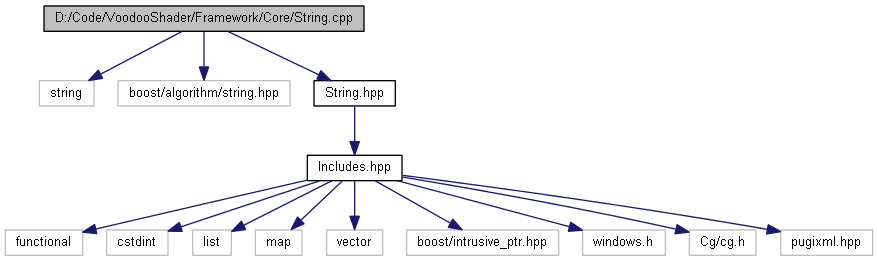 D:/Code/VoodooShader/Framework/Core/String.cpp
string
boost/algorithm/string.hpp
String.hpp
Includes.hpp
functional
cstdint
list
map
vector
boost/intrusive_ptr.hpp
windows.h
Cg/cg.h
pugixml.hpp